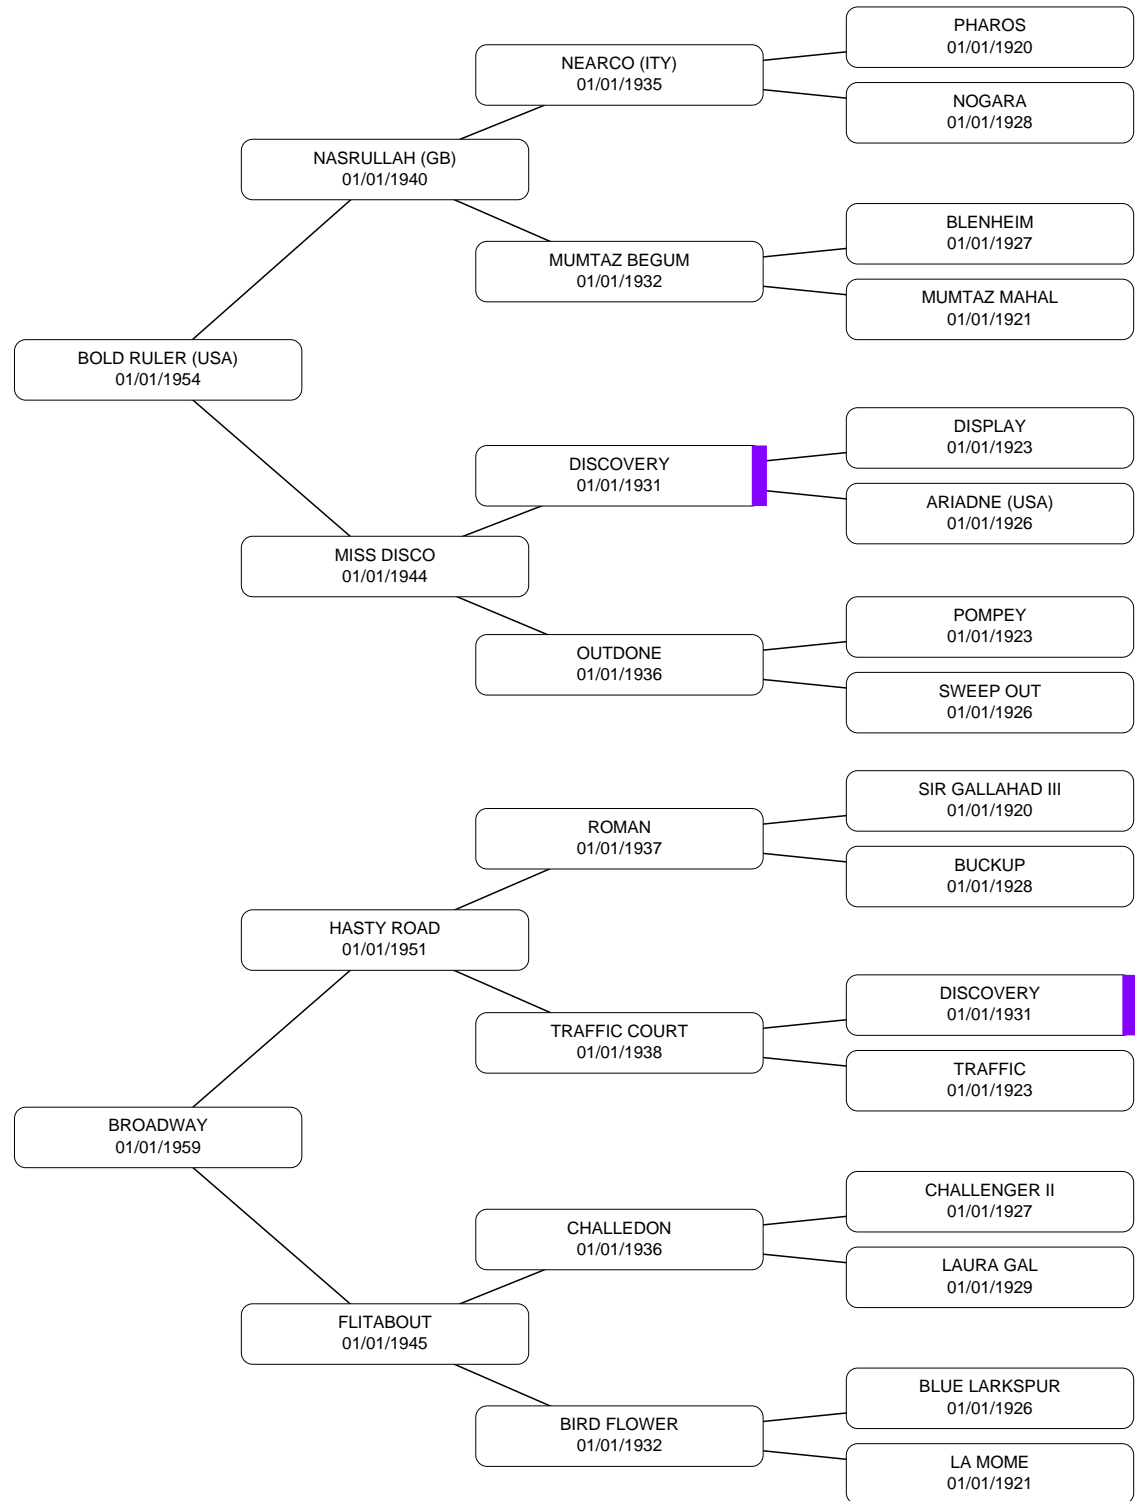 PHAROS
01/01/1920
NEARCO (ITY)
01/01/1935
NOGARA
01/01/1928
NASRULLAH (GB)
01/01/1940
BLENHEIM
01/01/1927
MUMTAZ BEGUM
01/01/1932
MUMTAZ MAHAL
01/01/1921
BOLD RULER (USA)
01/01/1954
DISPLAY
01/01/1923
DISCOVERY
01/01/1931
ARIADNE (USA)
01/01/1926
MISS DISCO
01/01/1944
POMPEY
01/01/1923
OUTDONE
01/01/1936
SWEEP OUT
01/01/1926
SIR GALLAHAD III
01/01/1920
ROMAN
01/01/1937
BUCKUP
01/01/1928
HASTY ROAD
01/01/1951
DISCOVERY
01/01/1931
TRAFFIC COURT
01/01/1938
TRAFFIC
01/01/1923
BROADWAY
01/01/1959
CHALLENGER II
01/01/1927
CHALLEDON
01/01/1936
LAURA GAL
01/01/1929
FLITABOUT
01/01/1945
BLUE LARKSPUR
01/01/1926
BIRD FLOWER
01/01/1932
LA MOME
01/01/1921